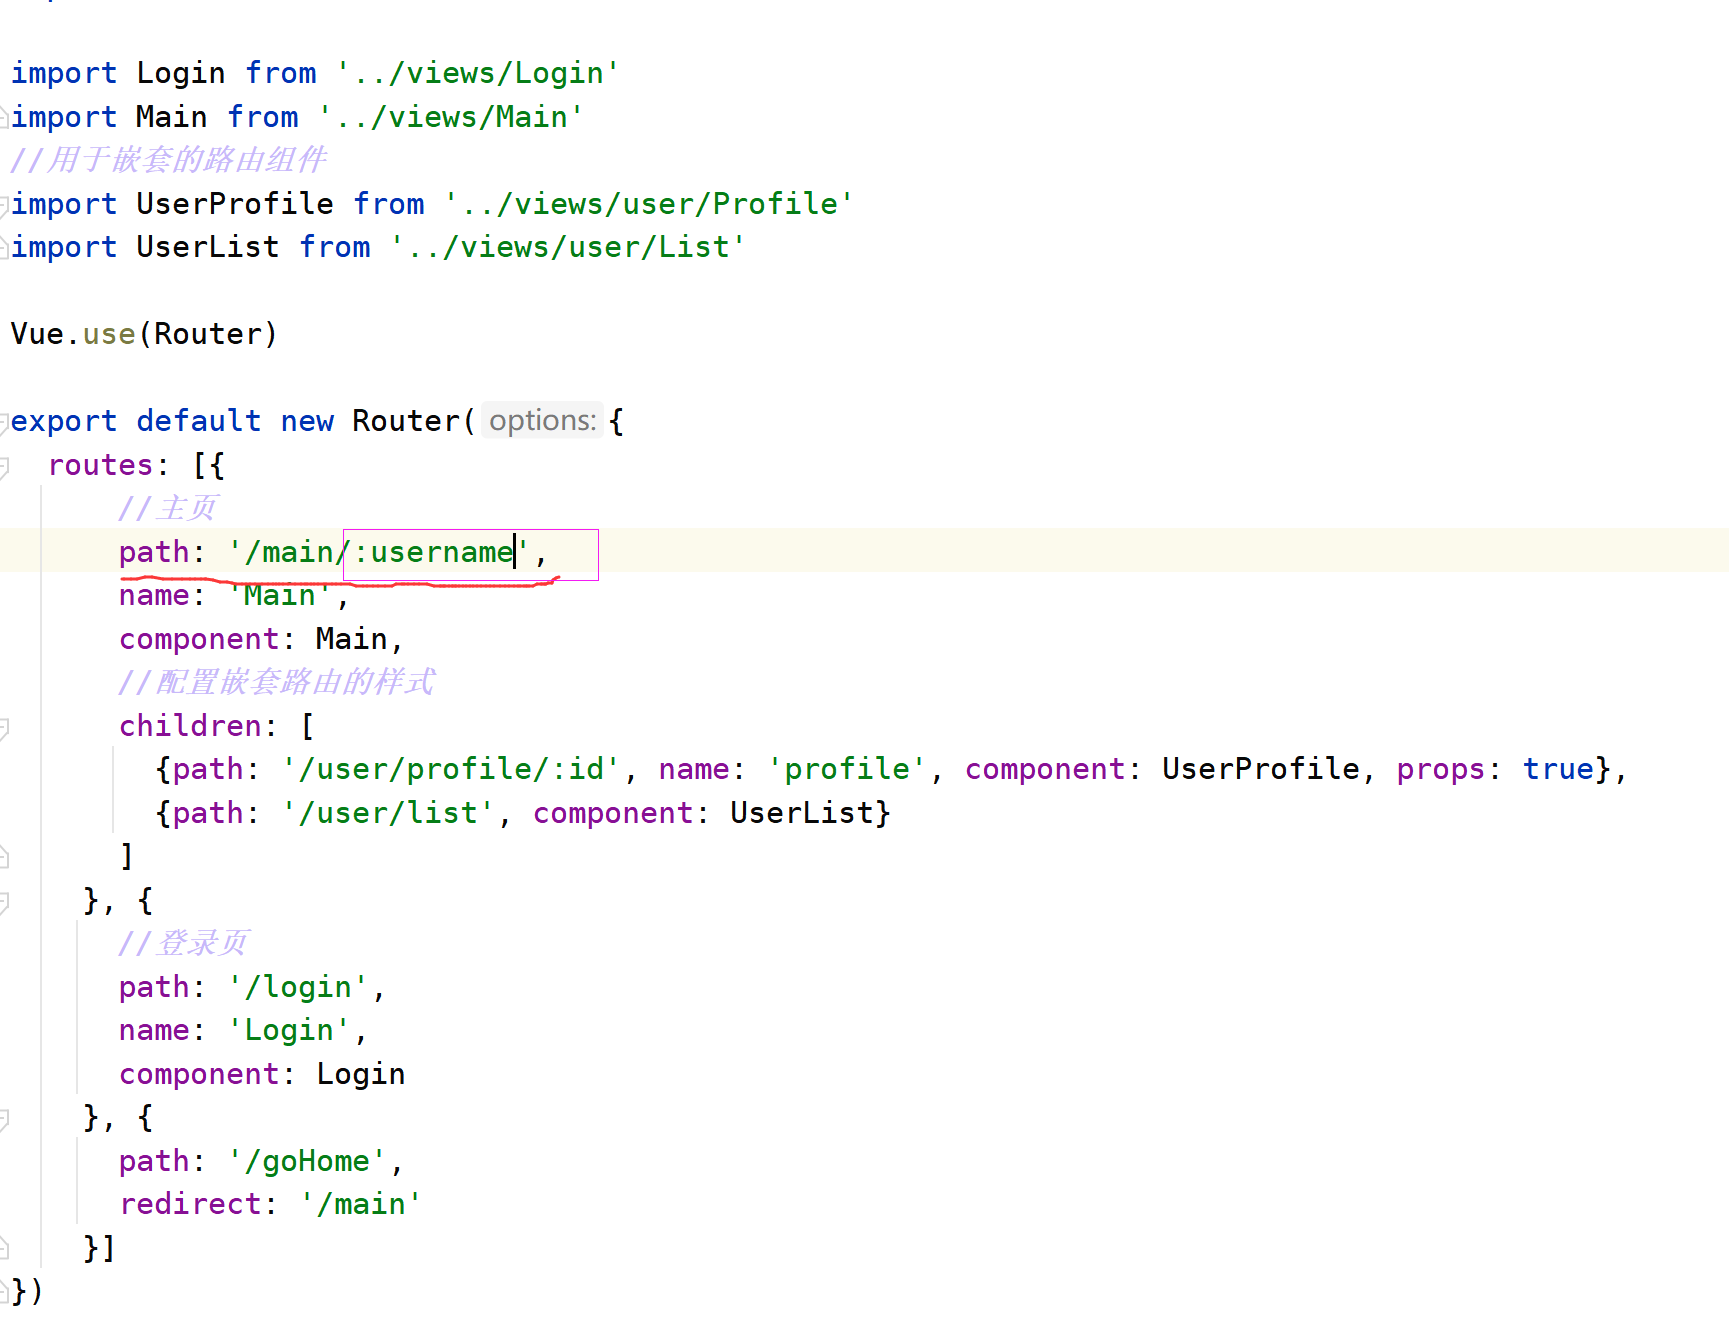 import Login from '../views/Login'
import Main from '../views/Main'
//用于嵌套的路由组件
import UserProfile from '../views/user/Profile'
import UserList from '../views/user/List'
Vue.use(Router)
export default new Router( options: {
routes: [{
//主页
path: '/main/:username',
name: 'Main',
component: Main,
//配置嵌套路由的样式
children: [
{path: '/user/profile/:id', name: 'profile', component: UserProfile, props: true},
{path: '/user/list', component: UserList}
]
}, {
//登录页
path: '/login',
name: 'Login',
component: Login
}, {
path: '/goHome',
redirect: '/main'
}]
})